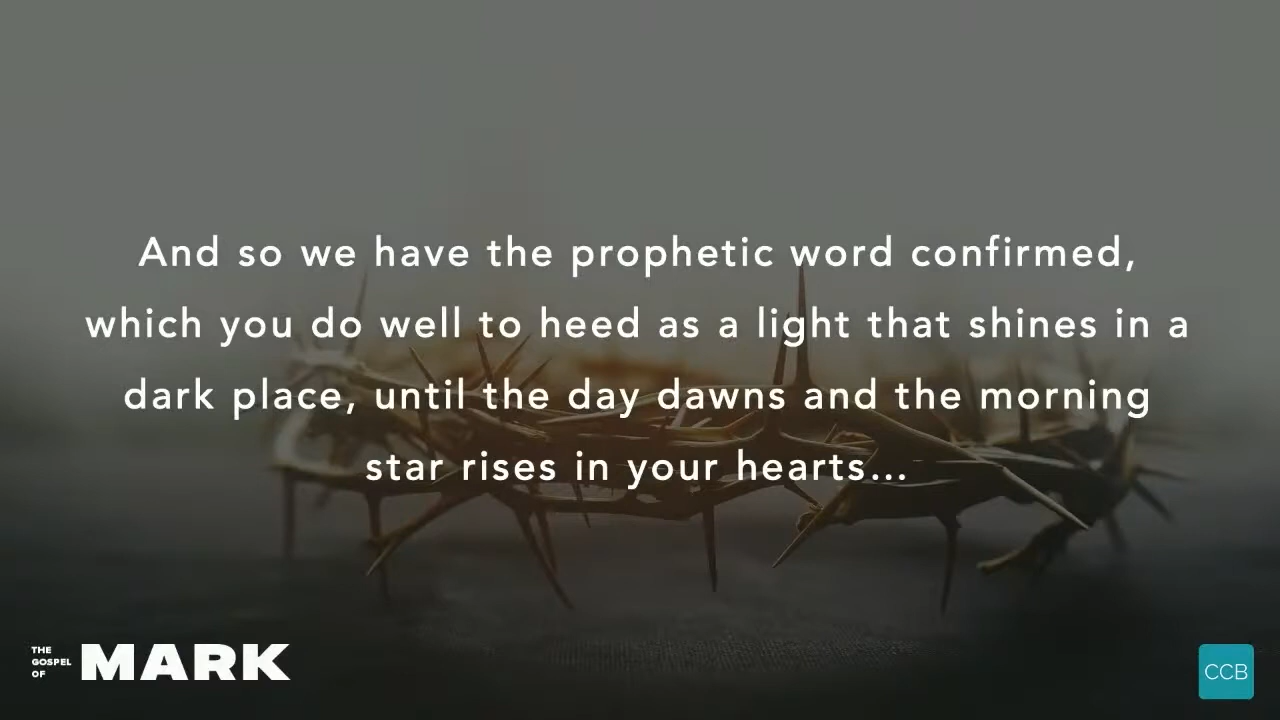 And so we have the prophetic word confirmed,
which you do well to heed as a light that shines in a
dark place, until the day dawns and the morning
star rises in your hearts...
THE
GOSPEL
OF
MARK
CCB